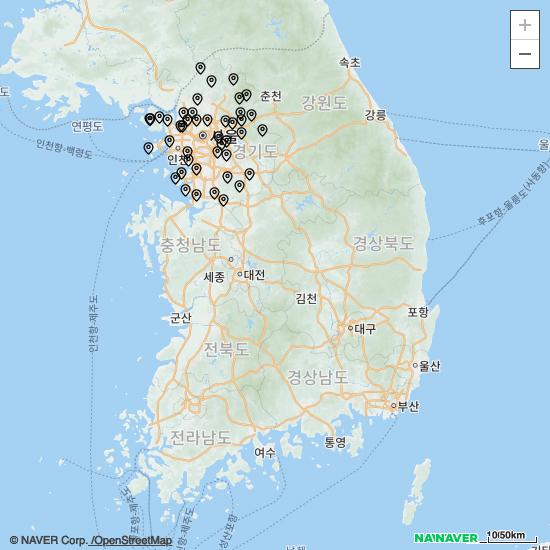 +
−
속초
춘천
강원도
강릉
연평도
서울
인천항-백령도
인천
경기도
후포항-울릉도(사동항)
충청남도
경상북도
세종
대전
김천
포항
군산
인천항-제주도
대구
전북도
울산
경상남도
부산
전라남도
통영
여수
© NAVER Corp. /OpenStreetMap
NAVER
10/50km